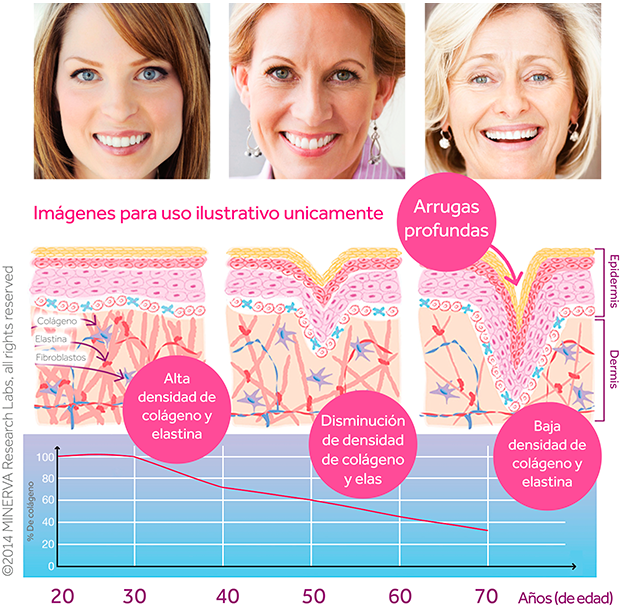 Imágenes para uso ilustrativo unicamente
Arrugas
profundas
Colágeno
Elastina
Fibroblastos
Epidermis
Dermis
Alta
densidad de
colágeno y
elastina
Disminución
de densidad
de colágeno
y elas
Baja
densidad de
colágeno y
elastina
% De colágeno
100
80
60
40
20
0
20 30 40 50 60 70 Años (de edad)
©2014 MINERVA Research Labs, all rights reserved